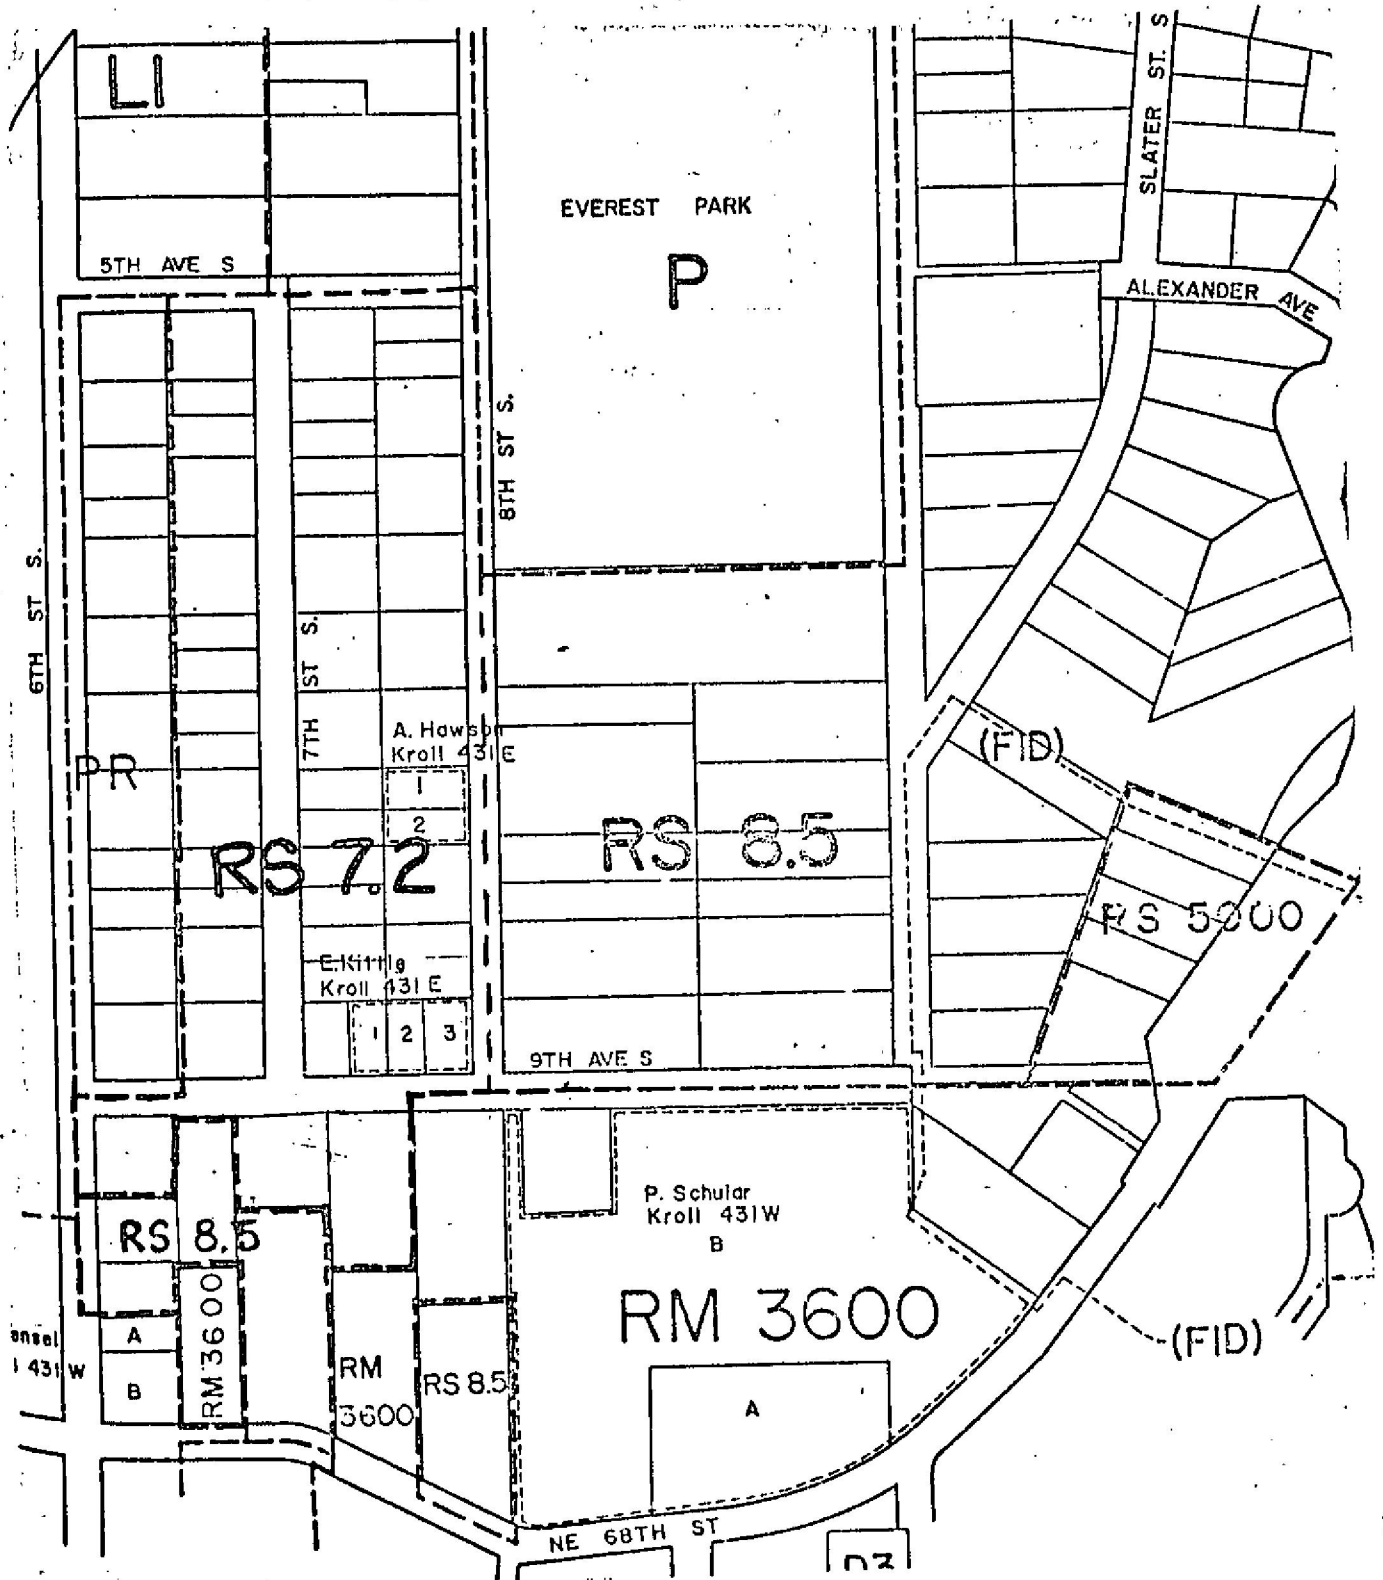 LI
SLATER ST. S
EVEREST PARK
P
5TH AVE S
ALEXANDER AVE
8TH ST S.
6TH ST S.
7TH ST S.
A. Hawson
Kroll 431E
(FID)
PR
1
2
RS 7.2
RS 8.5
RS 5000
E.Kittle
Kroll 431 E
1 2 3
9TH AVE S
P. Schular
Kroll 431W
B
RS 8.5
RM 3600
RM 3600
(FID)
A
B
431 W
RM
3600
RS 8.5
A
NE 68TH ST